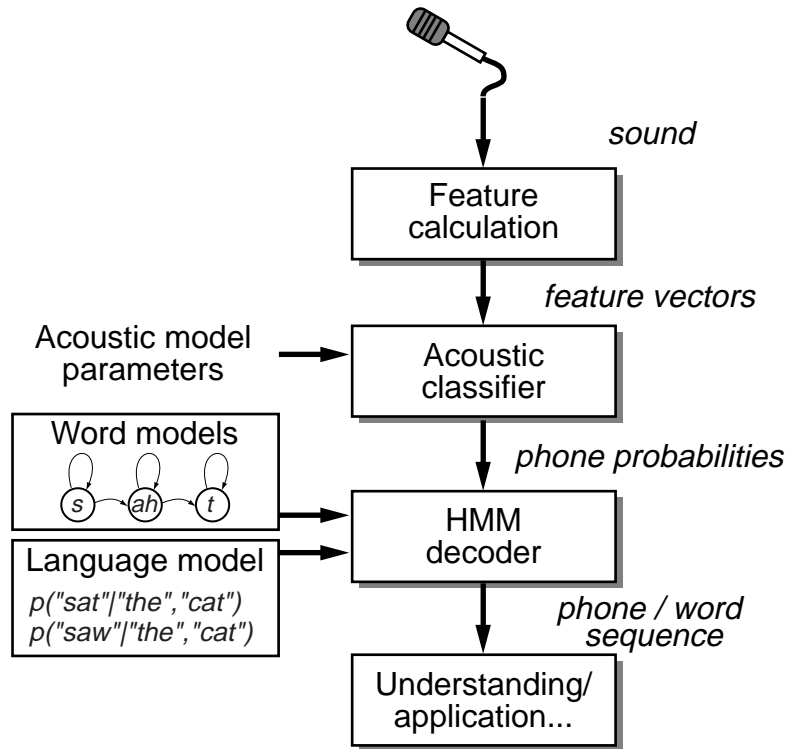 sound
Feature
calculation
feature vectors
Acoustic model
parameters
Acoustic
classifier
phone probabilities
Word models
s ah t
HMM
decoder
Language model
p("sat"|"the","cat")
p("saw"|"the","cat")
phone / word
sequence
Understanding/
application...